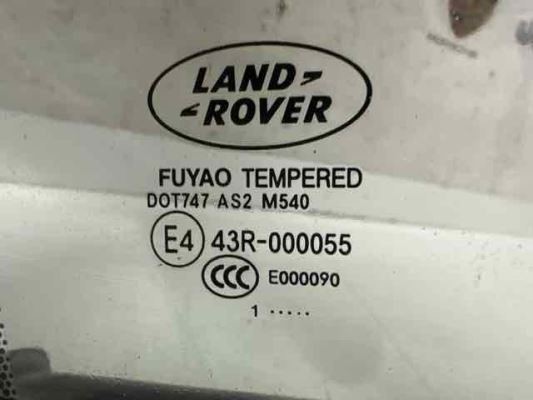 LAND
ROVER
FUYAO TEMPERED
DOT747 AS2 M540
E4 43R-000055
CCC E000090
1 .....